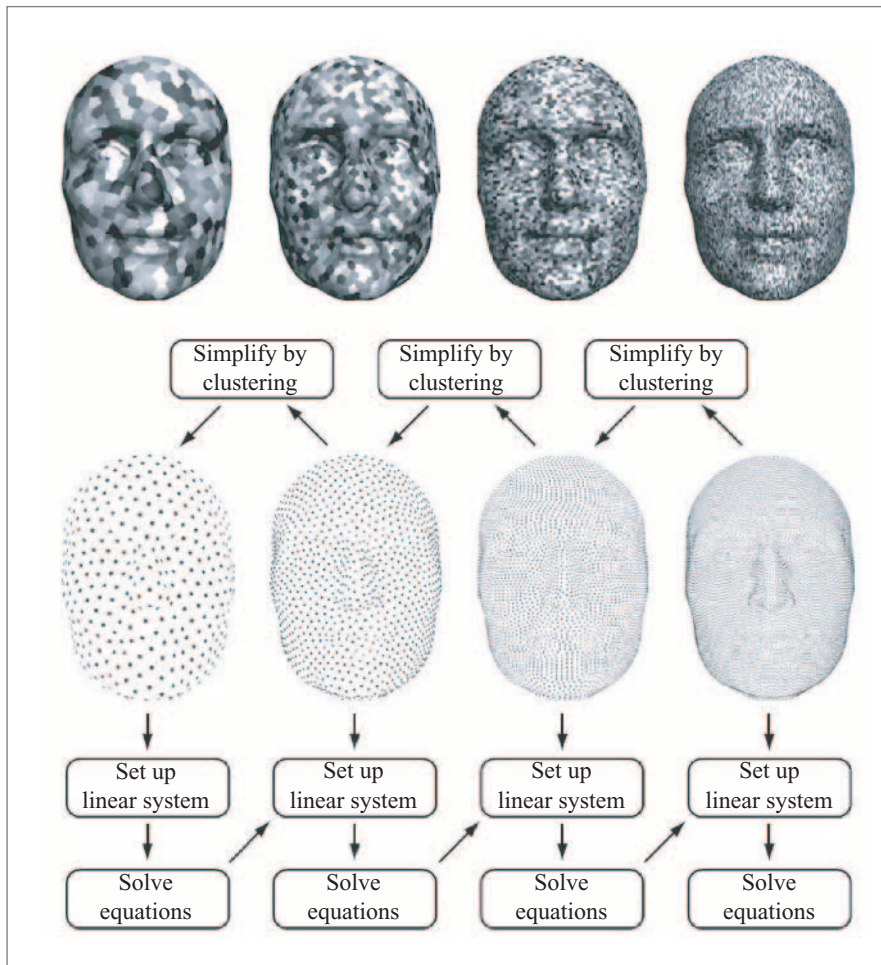 Simplify by
clustering
Simplify by
clustering
Simplify by
clustering
Set up
linear system
Set up
linear system
Set up
linear system
Set up
linear system
Solve
equations
Solve
equations
Solve
equations
Solve
equations